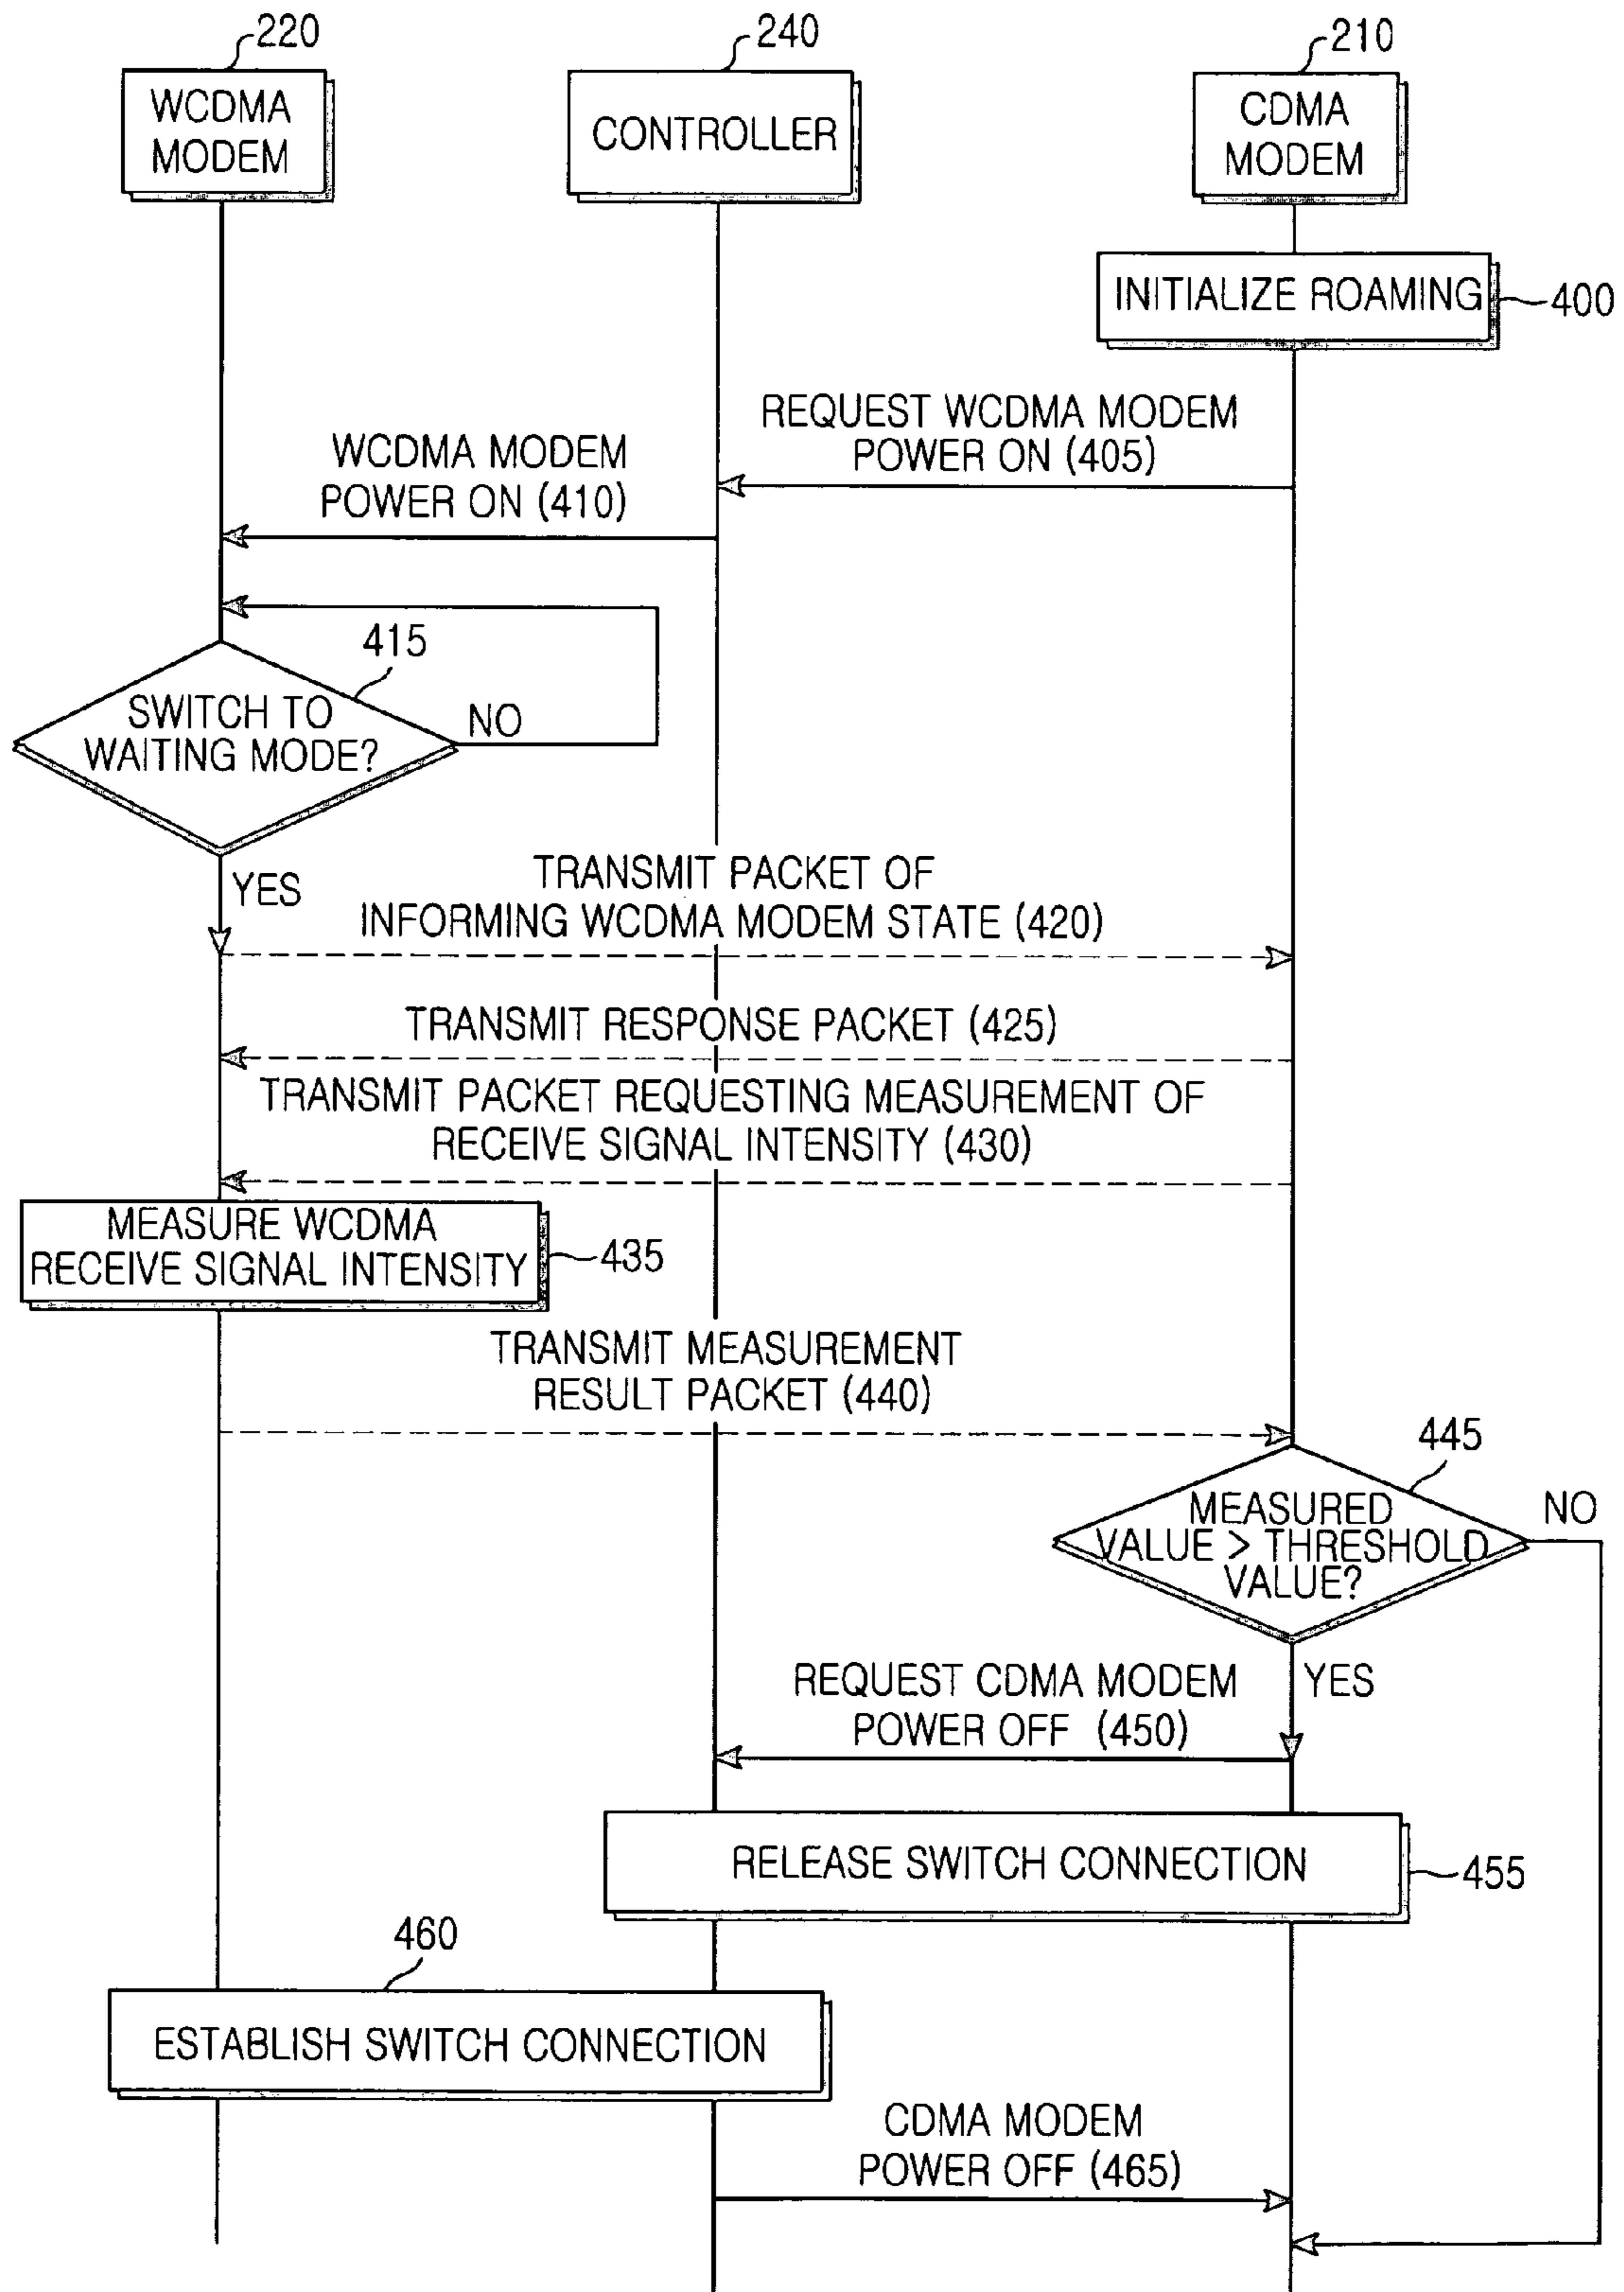 220
240
210
WCDMA
MODEM
CONTROLLER
CDMA
MODEM
INITIALIZE ROAMING
400
REQUEST WCDMA MODEM
POWER ON (405)
WCDMA MODEM
POWER ON (410)
415
SWITCH TO
WAITING MODE?
NO
YES
TRANSMIT PACKET OF
INFORMING WCDMA MODEM STATE (420)
TRANSMIT RESPONSE PACKET (425)
TRANSMIT PACKET REQUESTING MEASUREMENT OF
RECEIVE SIGNAL INTENSITY (430)
MEASURE WCDMA
RECEIVE SIGNAL INTENSITY
435
TRANSMIT MEASUREMENT
RESULT PACKET (440)
445
MEASURED
VALUE > THRESHOLD
VALUE?
NO
YES
REQUEST CDMA MODEM
POWER OFF (450)
RELEASE SWITCH CONNECTION
455
460
ESTABLISH SWITCH CONNECTION
CDMA MODEM
POWER OFF (465)